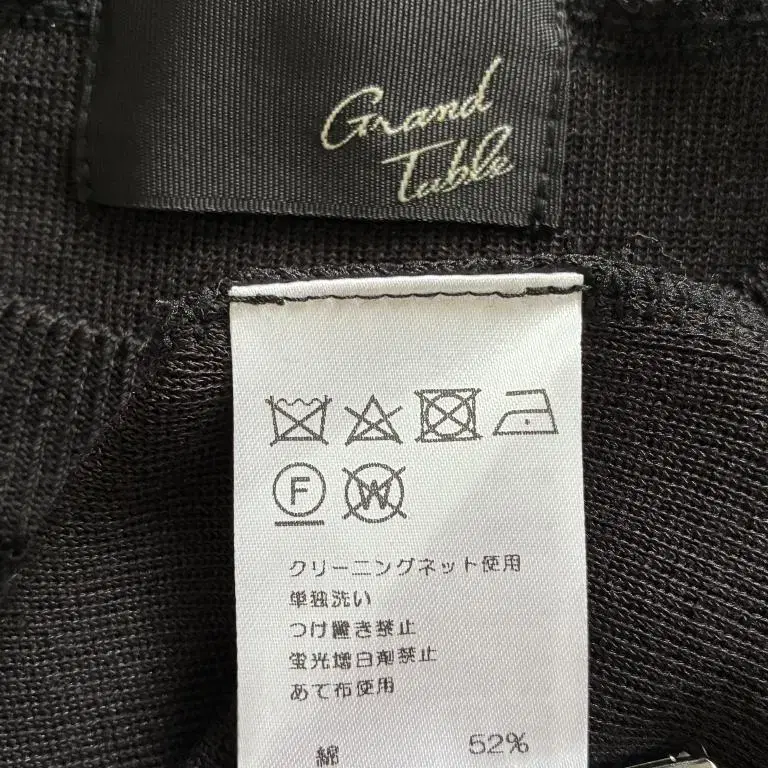 Grand
Table
F
W
クリーニングネット使用
単独洗い
つけ置き禁止
蛍光増白剤禁止
あて布使用
綿 52%